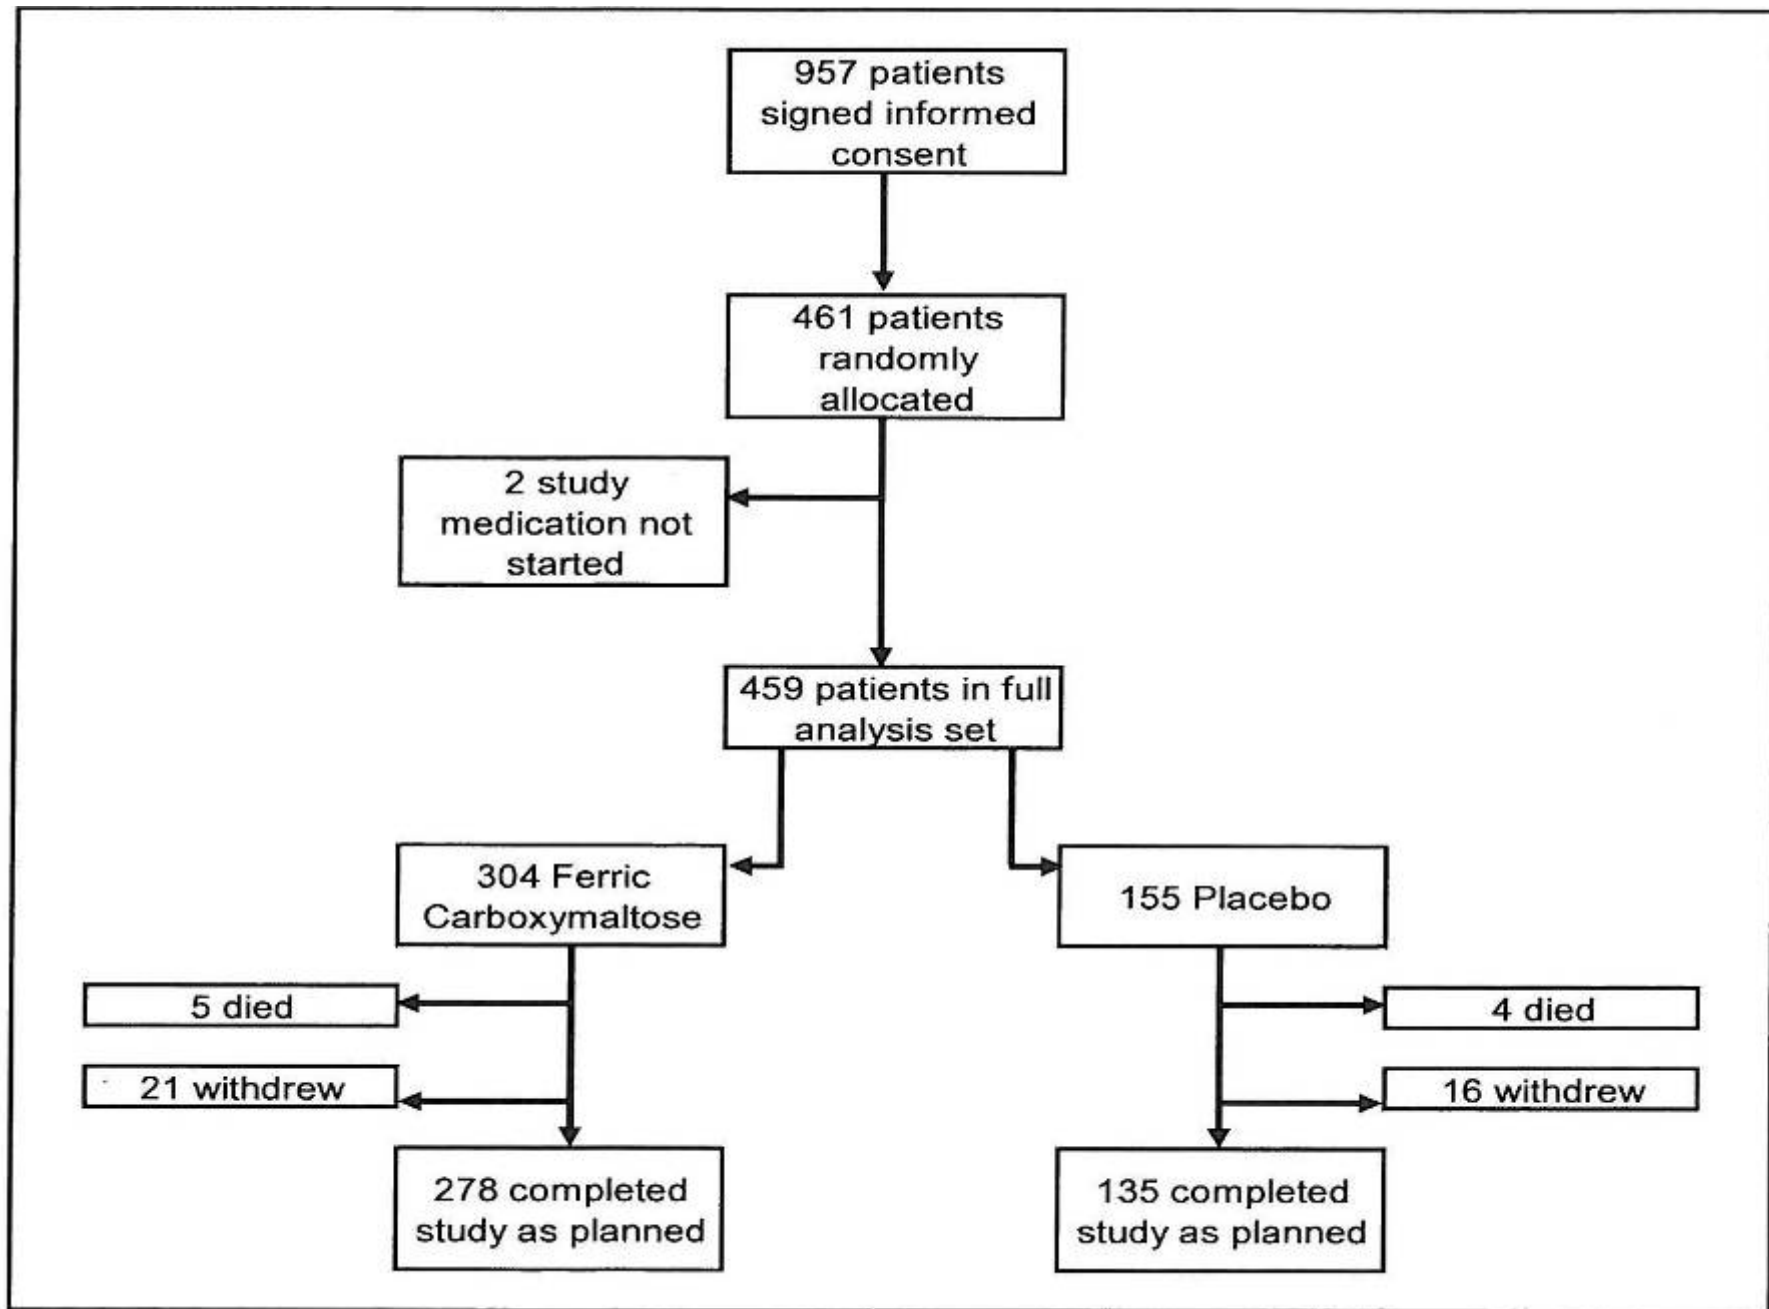 957 patients
signed informed
consent
461 patients
randomly
allocated
2 study
medication not
started
459 patients in full
analysis set
304 Ferric
Carboxymaltose
155 Placebo
5 died
4 died
21 withdrew
16 withdrew
278 completed
study as planned
135 completed
study as planned